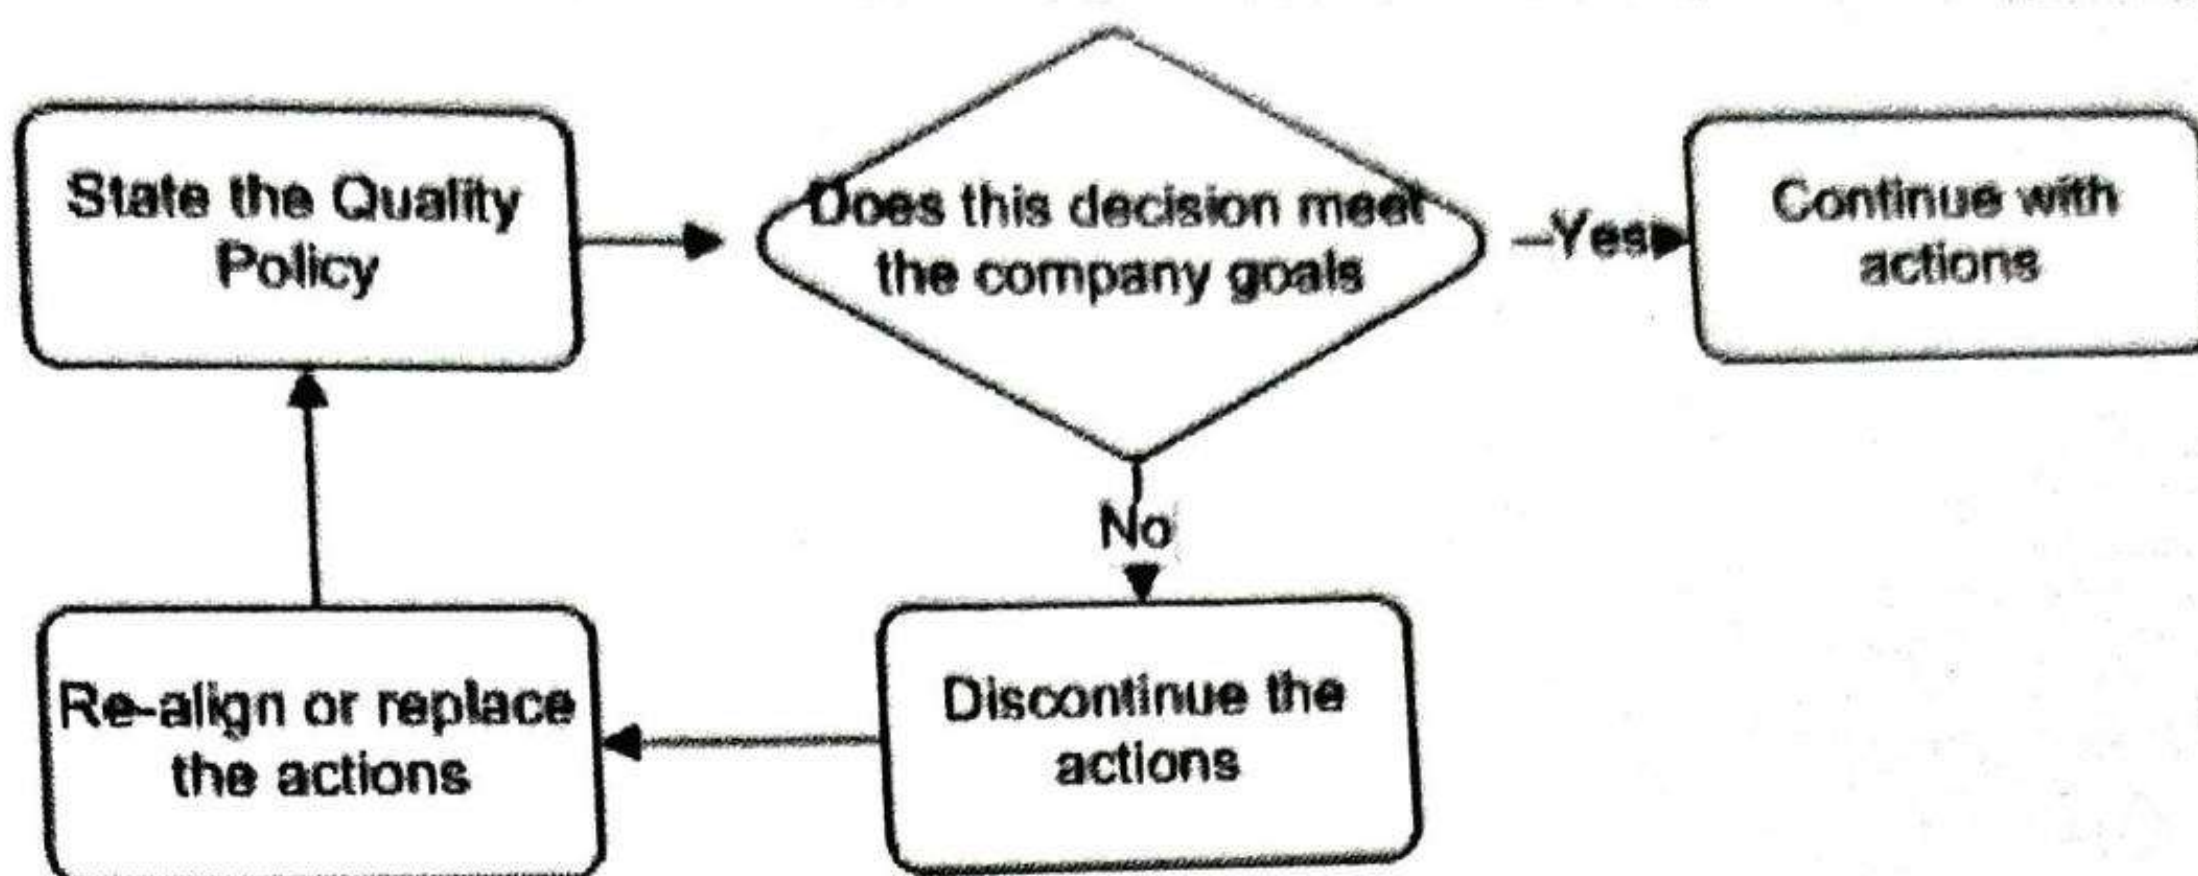 State the Quality
Policy
Does this decision meet
the company goals
Yes
Continue with
actions
No
Discontinue the
actions
Re-align or replace
the actions